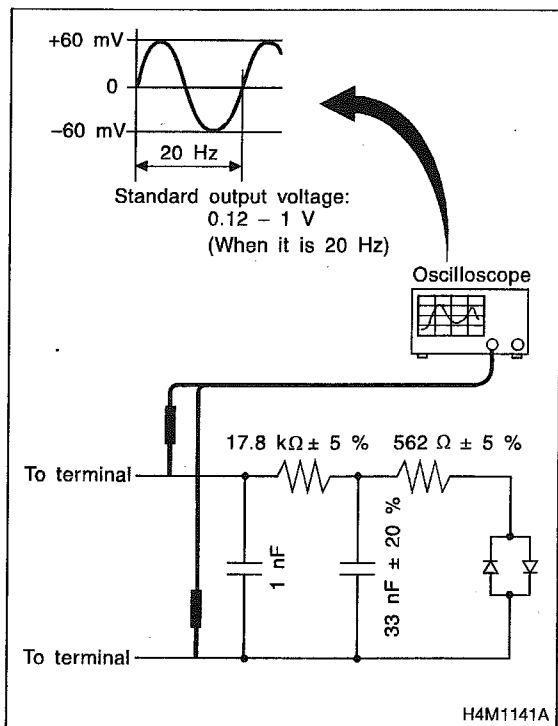 +60 mV
0
−60 mV
20 Hz
Standard output voltage:
0.12 – 1 V
(When it is 20 Hz)
Oscilloscope
17.8 kΩ ± 5 %
562 Ω ± 5 %
To terminal
1 nF
33 nF ± 20 %
To terminal
H4M1141A